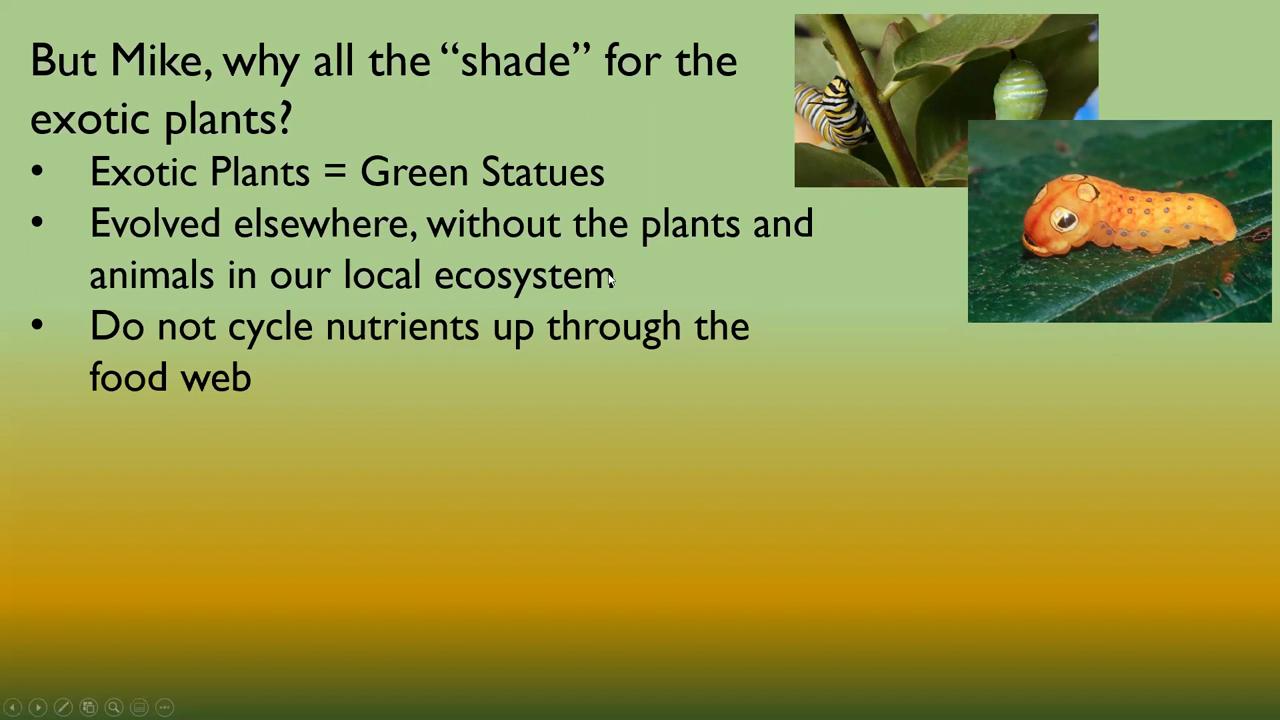 But Mike, why all the “shade” for the
exotic plants?
• Exotic Plants = Green Statues
• Evolved elsewhere, without the plants and
animals in our local ecosystem
• Do not cycle nutrients up through the
food web